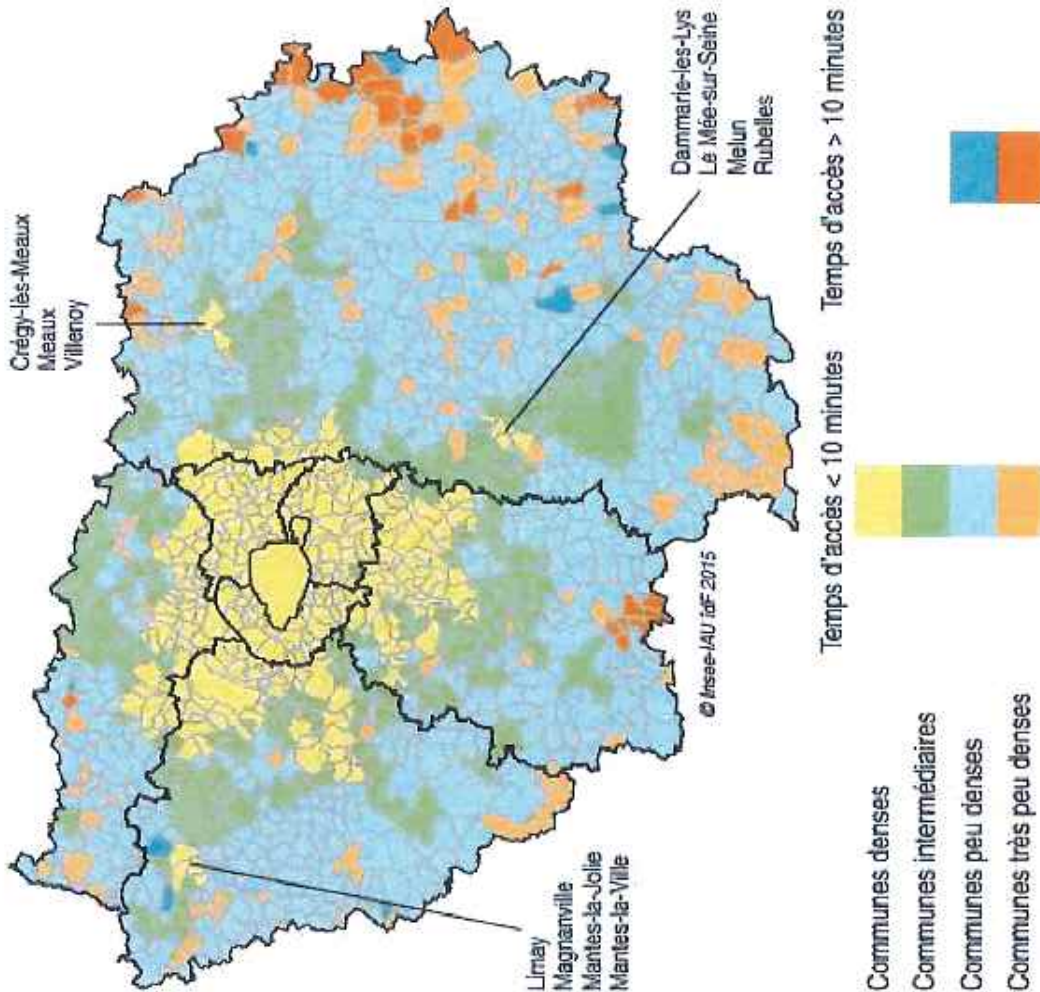 Crégy-lès-Meaux
Meaux
Villenoy
Dammarie-les-Lys
Le Mée-sur-Seine
Melun
Rubelles
Limay
Magnanville
Mantes-la-Jolie
Mantes-la-Ville
© Insee-IAU idF 2015
Temps d'accès < 10 minutes
Temps d'accès > 10 minutes
Communes denses
Communes intermédiaires
Communes peu denses
Communes très peu denses